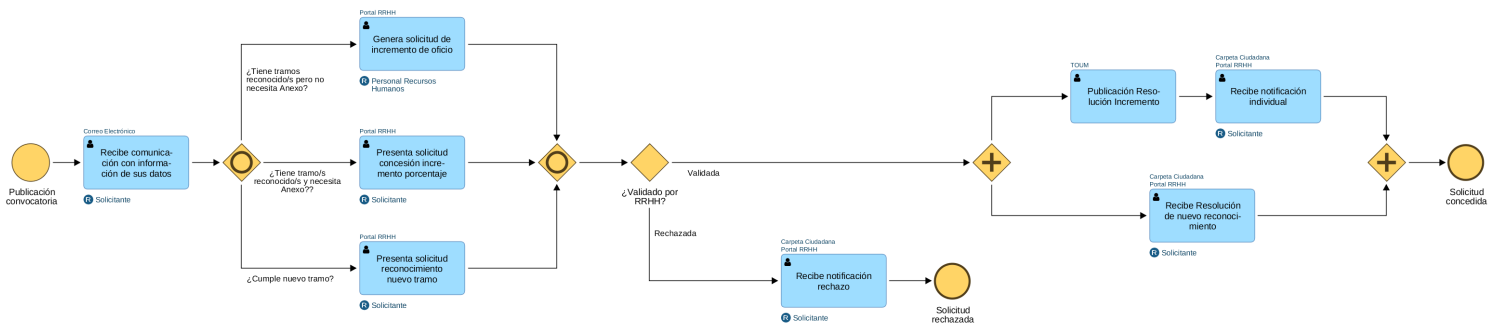 Publicación
convocatoria
Correo Electrónico
Recibe comunica-
ción con informa-
ción de sus datos
R Solicitante
¿Tiene tramos
reconocido/s pero no
necesita Anexo?
¿Tiene tramo/s
reconocido/s y necesita
Anexo??
¿Cumple nuevo tramo?
Portal RRHH
Genera solicitud de
incremento de oficio
R Personal Recursos
Humanos
Portal RRHH
Presenta solicitud
concesión incre-
mento porcentaje
R Solicitante
Portal RRHH
Presenta solicitud
reconocimiento
nuevo tramo
R Solicitante
¿Validado por
RRHH?
Validada
Rechazada
Carpeta Ciudadana
Portal RRHH
Recibe notificación
rechazo
R Solicitante
Solicitud
rechazada
TOUM
Publicación Reso-
lución Incremento
Carpeta Ciudadana
Portal RRHH
Recibe notificación
individual
R Solicitante
Carpeta Ciudadana
Portal RRHH
Recibe Resolución
de nuevo reconoci-
miento
R Solicitante
Solicitud
concedida